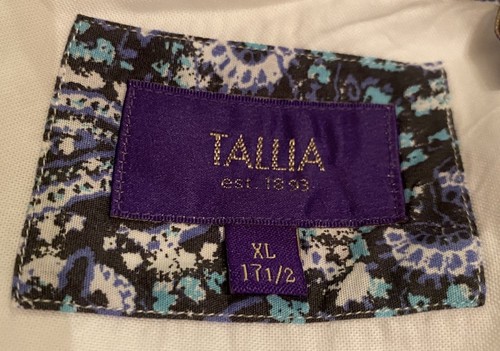 TALLIA
est. 1893
XL
17 1/2